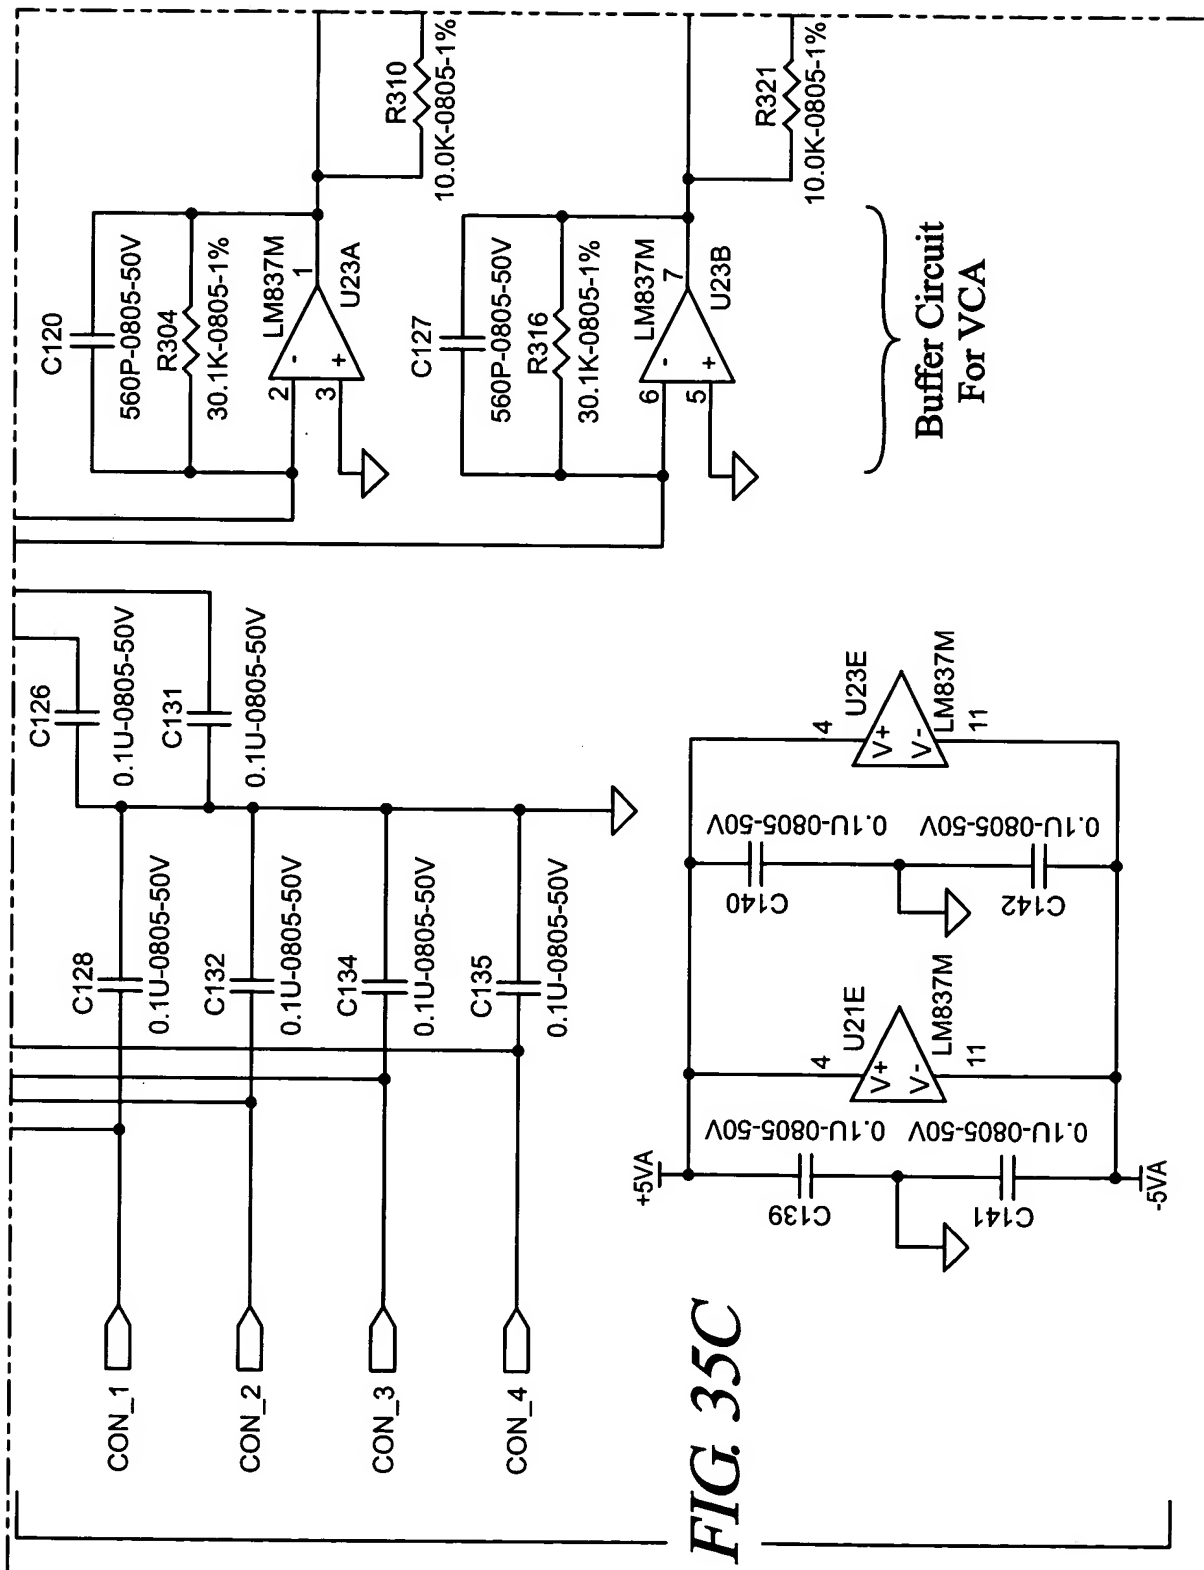 C120
560P-0805-50V
R304
30.1K-0805-1%
2
-
3
+
LM837M
1
U23A
R310
10.0K-0805-1%
C127
560P-0805-50V
R316
30.1K-0805-1%
6
-
5
+
LM837M
7
U23B
R321
10.0K-0805-1%
Buffer Circuit
For VCA
C126
0.1U-0805-50V
C131
0.1U-0805-50V
CON_1
C128
0.1U-0805-50V
CON_2
C132
0.1U-0805-50V
CON_3
C134
0.1U-0805-50V
CON_4
C135
0.1U-0805-50V
+5VA
C139
0.1U-0805-50V
C141
0.1U-0805-50V
-5VA
4
U21E
V+
V-
LM837M
11
C140
0.1U-0805-50V
C142
0.1U-0805-50V
4
U23E
V+
V-
LM837M
11
FIG. 35C